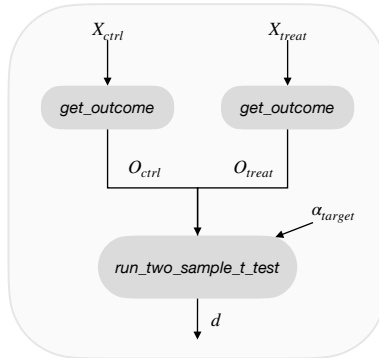 X_ctrl X_treat
get_outcome get_outcome
O_ctrl O_treat
α_target
run_two_sample_t_test
d